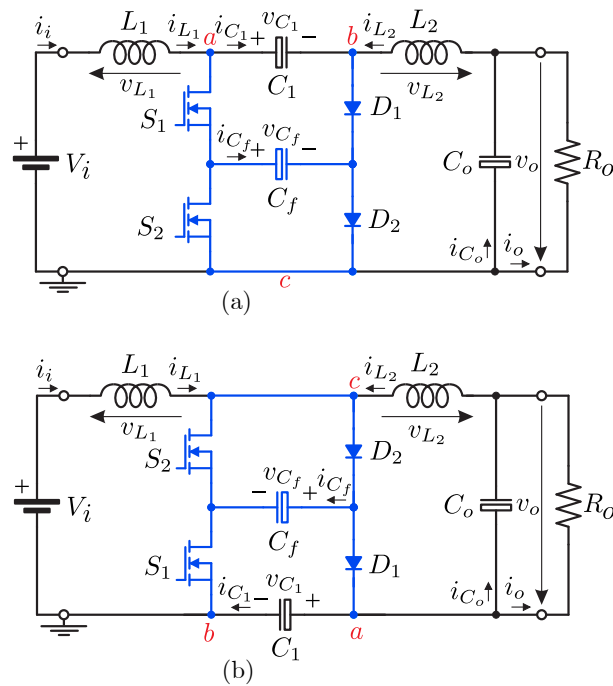 i_i L_1 i_{L_1} a i_{C_1} + v_{C_1} − b i_{L_2} L_2
v_{L_1} C_1 v_{L_2}
S_1 D_1
+ V_i i_{C_f} + v_{C_f} − C_o v_o R_o
C_f
S_2 D_2
i_{C_o} i_o
c
(a)
i_i L_1 i_{L_1} c i_{L_2} L_2
v_{L_1} v_{L_2}
S_2 D_2
+ V_i − v_{C_f} + i_{C_f} C_o v_o R_o
C_f
S_1 D_1
i_{C_1} − v_{C_1} + i_{C_o} i_o
b C_1 a
(b)